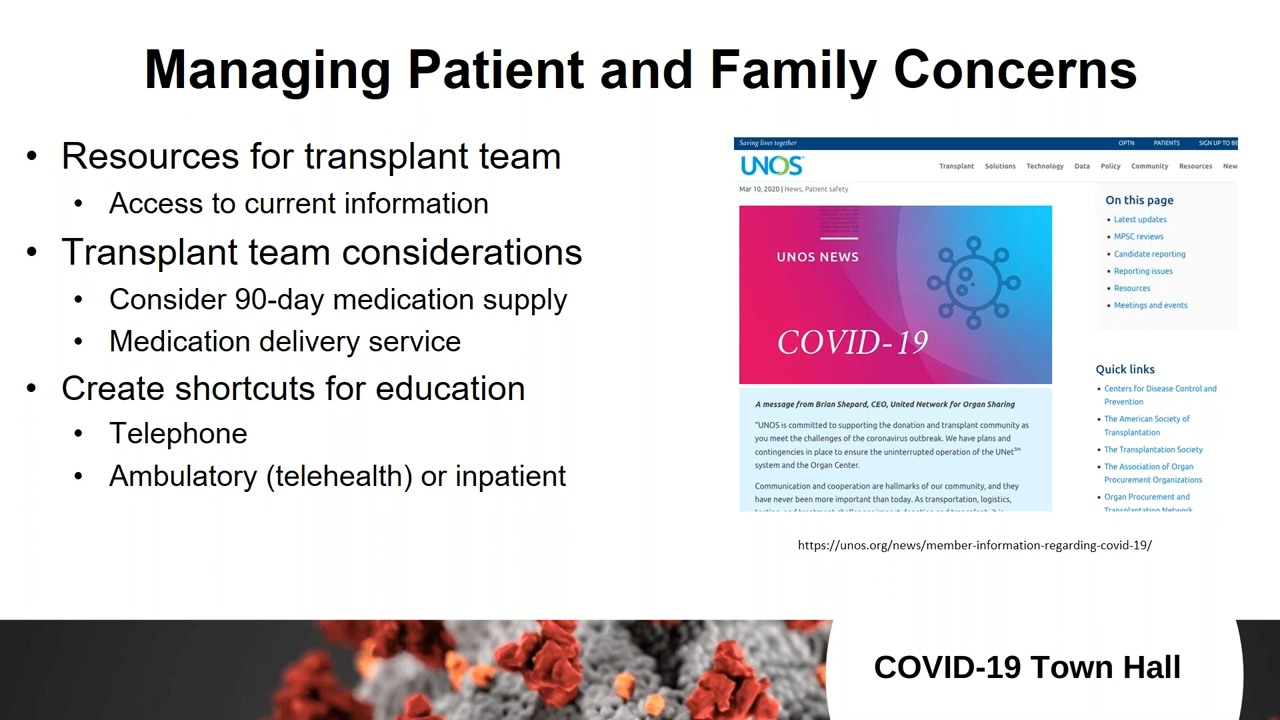 Managing Patient and Family Concerns
• Resources for transplant team
• Access to current information
• Transplant team considerations
• Consider 90-day medication supply
• Medication delivery service
• Create shortcuts for education
• Telephone
• Ambulatory (telehealth) or inpatient
Saving lives together
OPTN PATIENTS SIGN UP TO BE
UNOS
Transplant Solutions Technology Data Policy Community Resources New
Mar 10, 2020 | News, Patient safety
UNOS NEWS
COVID-19
A message from Brian Shepard, CEO, United Network for Organ Sharing
"UNOS is committed to supporting the donation and transplant community as
you meet the challenges of the coronavirus outbreak. We have plans and
contingencies in place to ensure the uninterrupted operation of the UNet℠
system and the Organ Center.
Communication and cooperation are hallmarks of our community, and they
have never been more important than today. As transportation, logistics,
On this page
• Latest updates
• MPSC reviews
• Candidate reporting
• Reporting issues
• Resources
• Meetings and events
Quick links
• Centers for Disease Control and
Prevention
• The American Society of
Transplantation
• The Transplantation Society
• The Association of Organ
Procurement Organizations
• Organ Procurement and
Transplantation Network
https://unos.org/news/member-information-regarding-covid-19/
COVID-19 Town Hall